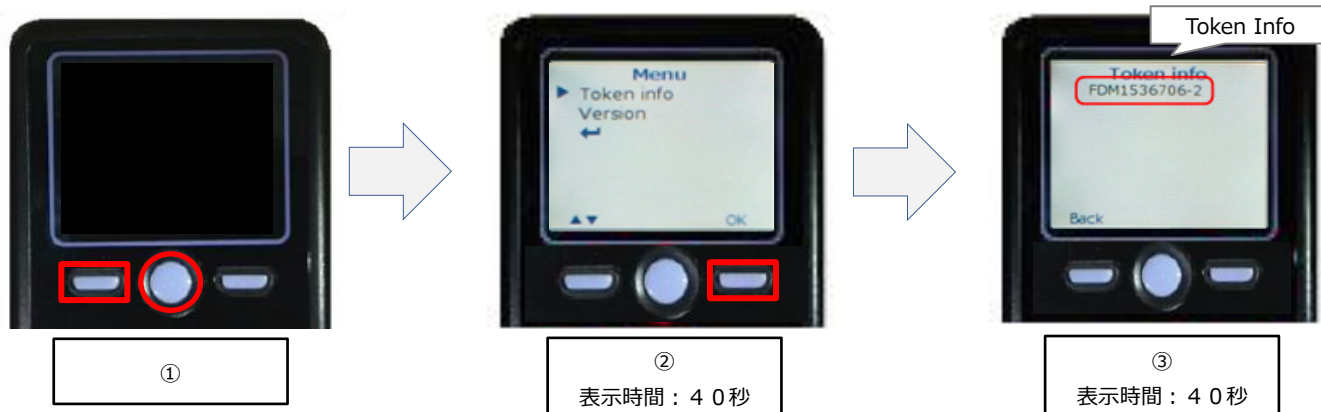 Menu
▶ Token info
Version
↵
▲▼ OK
Token Info
Token info
FDM1536706-2
Back
①
②
表示時間：４０秒
③
表示時間：４０秒